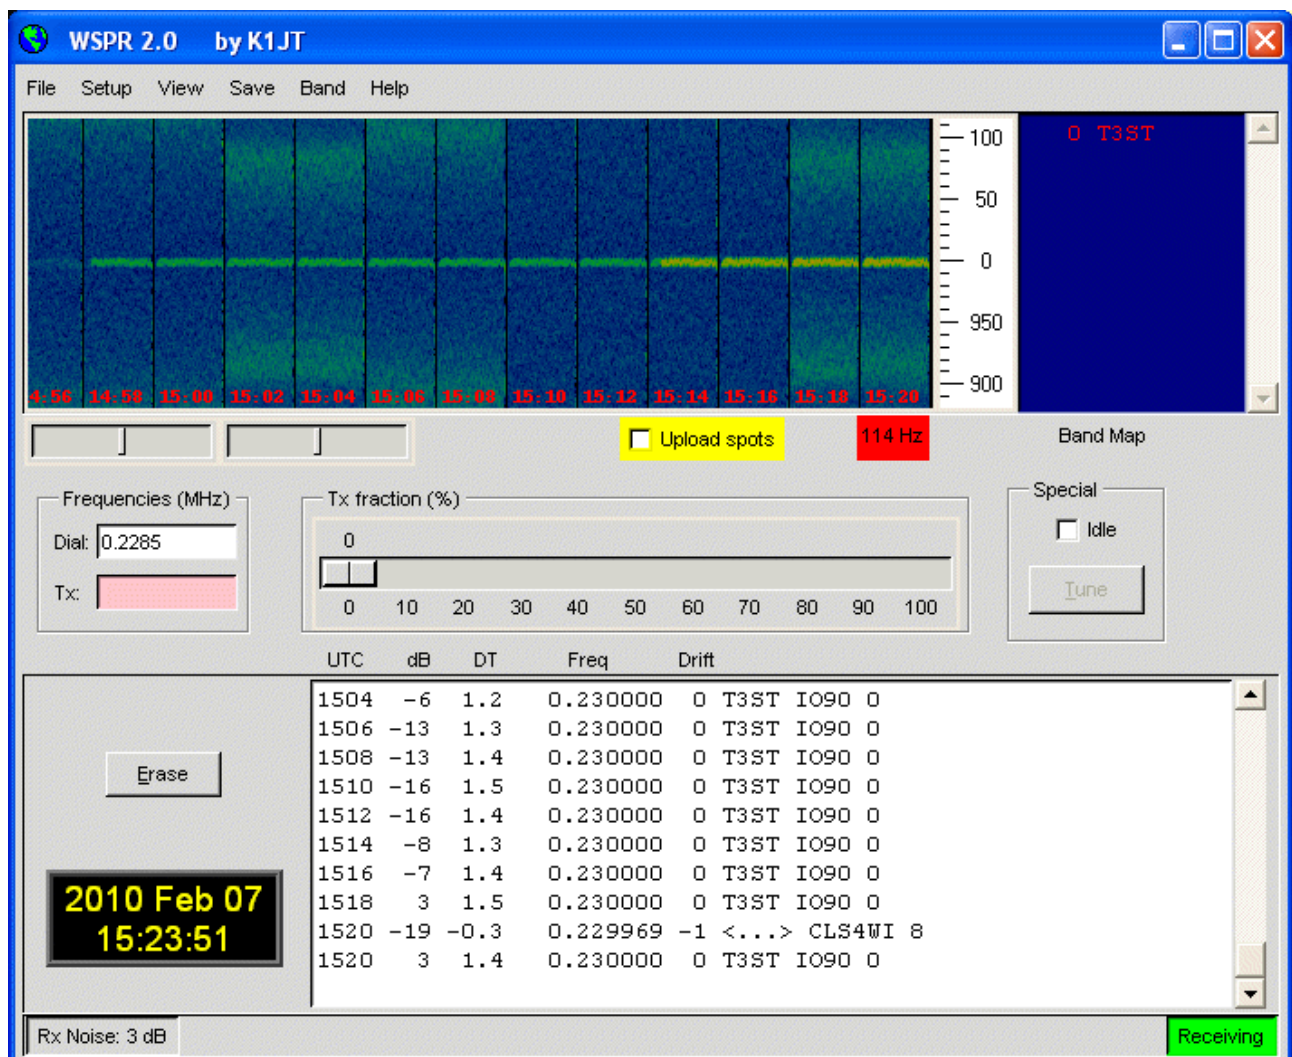 WSPR 2.0 by K1JT
File Setup View Save Band Help
100
50
0
950
900
0 T3ST
4:56 14:58 15:00 15:02 15:04 15:06 15:08 15:10 15:12 15:14 15:16 15:18 15:20
Upload spots
114 Hz
Band Map
Frequencies (MHz)
Dial: 0.2285
Tx:
Tx fraction (%)
0
0 10 20 30 40 50 60 70 80 90 100
Special
Idle
Tune
UTC dB DT Freq Drift
1504 -6 1.2 0.230000 0 T3ST IO90 0
1506 -13 1.3 0.230000 0 T3ST IO90 0
1508 -13 1.4 0.230000 0 T3ST IO90 0
1510 -16 1.5 0.230000 0 T3ST IO90 0
1512 -16 1.4 0.230000 0 T3ST IO90 0
1514 -8 1.3 0.230000 0 T3ST IO90 0
1516 -7 1.4 0.230000 0 T3ST IO90 0
1518 3 1.5 0.230000 0 T3ST IO90 0
1520 -19 -0.3 0.229969 -1 <...> CLS4WI 8
1520 3 1.4 0.230000 0 T3ST IO90 0
Erase
2010 Feb 07
15:23:51
Rx Noise: 3 dB
Receiving